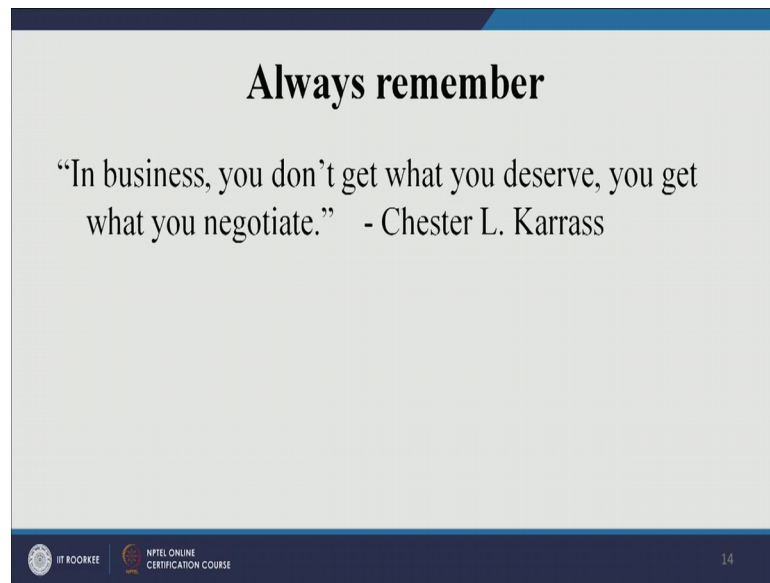 Always remember
“In business, you don’t get what you deserve, you get
what you negotiate.” - Chester L. Karrass
IIT ROORKEE
NPTEL ONLINE
CERTIFICATION COURSE
NPTEL
14